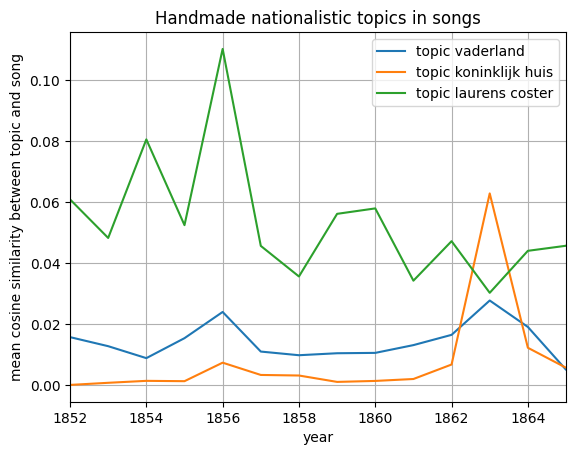 Handmade nationalistic topics in songs
mean cosine similarity between topic and song
0.10
0.08
0.06
0.04
0.02
0.00
topic vaderland
topic koninklijk huis
topic laurens coster
1852
1854
1856
1858
1860
1862
1864
year